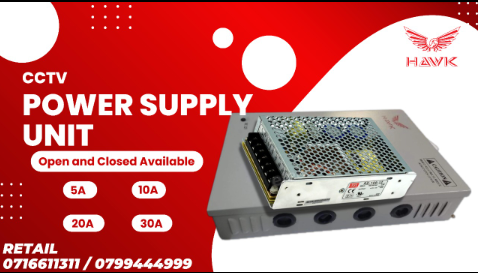 HAWK
CCTV
POWER SUPPLY
UNIT
Open and Closed Available
5A
10A
20A
30A
RETAIL
0716611311 / 0799444999